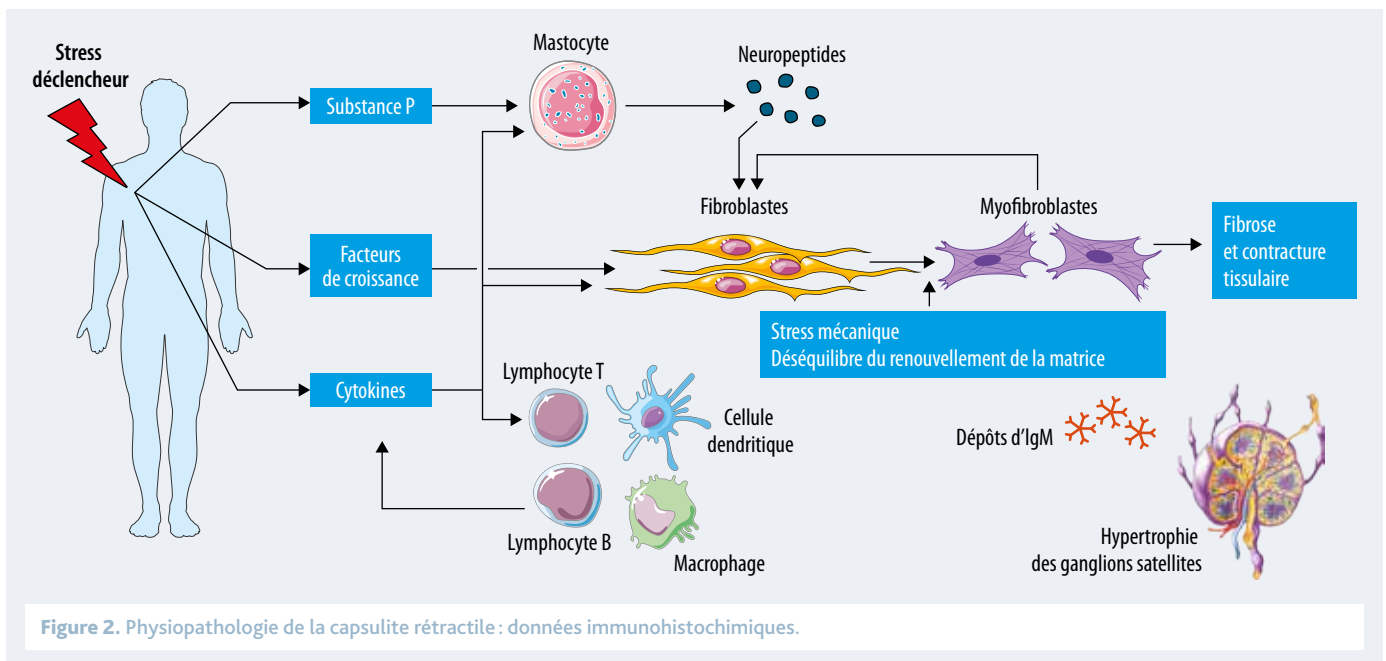 Stress
déclencheur
Substance P
Mastocyte
Neuropeptides
Facteurs
de croissance
Fibroblastes
Myofibroblastes
Fibrose
et contracture
tissulaire
Stress mécanique
Déséquilibre du renouvellement de la matrice
Cytokines
Lymphocyte T
Cellule
dendritique
Lymphocyte B
Macrophage
Dépôts d'IgM
Hypertrophie
des ganglions satellites
Figure 2. Physiopathologie de la capsulite rétractile : données immunohistochimiques.